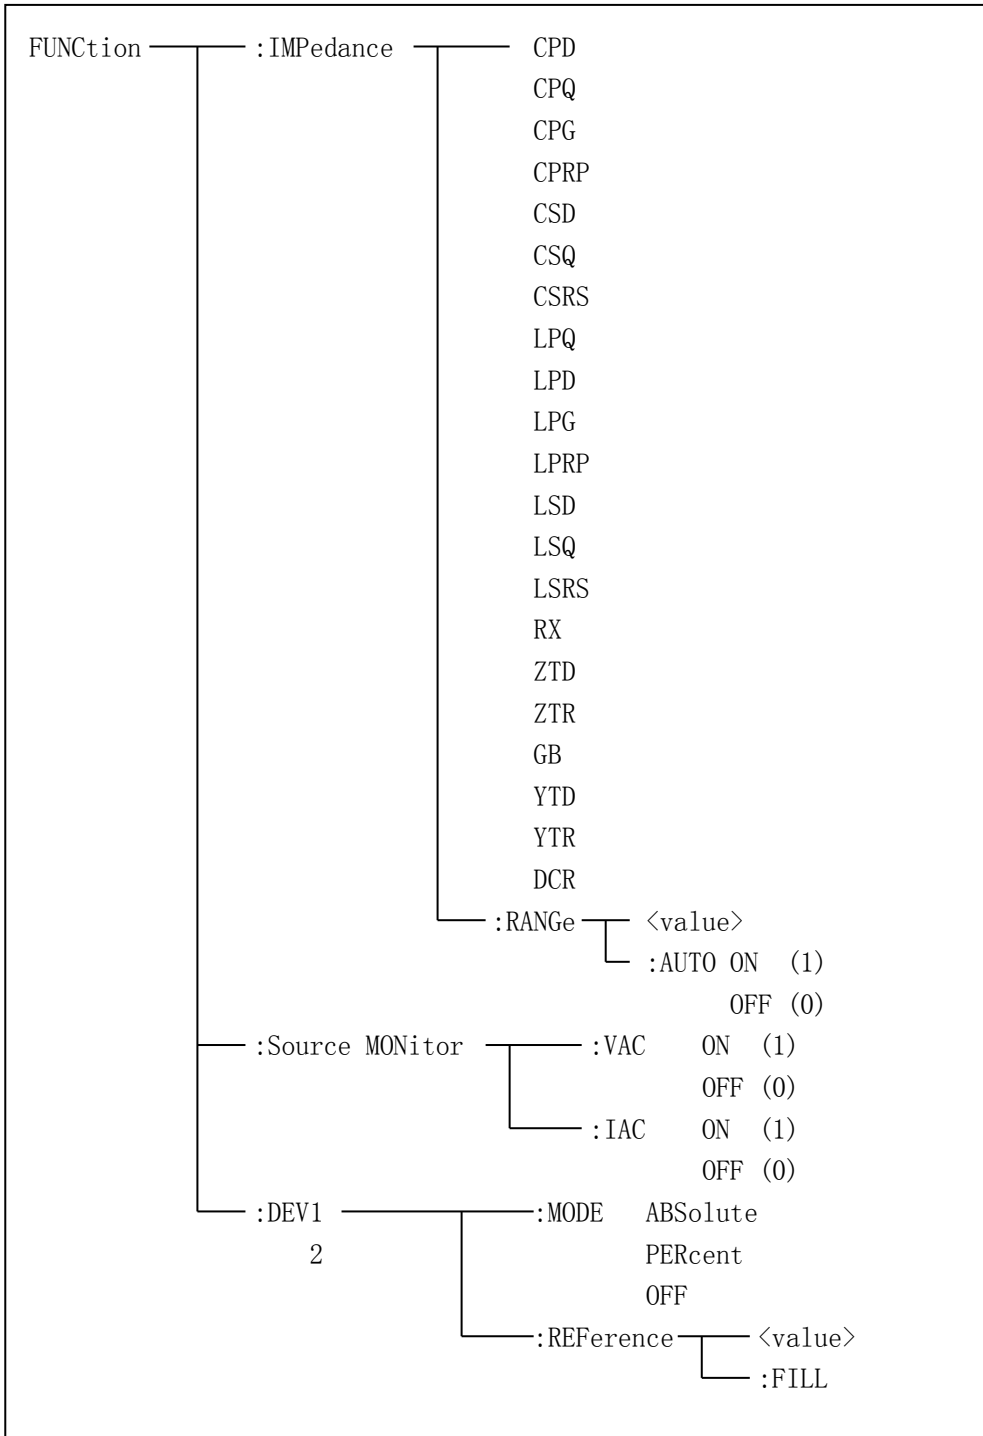 FUNCtion :IMPedance CPD
CPQ
CPG
CPRP
CSD
CSQ
CSRS
LPQ
LPD
LPG
LPRP
LSD
LSQ
LSRS
RX
ZTD
ZTR
GB
YTD
YTR
DCR
:RANGe <value>
:AUTO ON (1)
OFF (0)
:Source MONitor :VAC ON (1)
OFF (0)
:IAC ON (1)
OFF (0)
:DEV1 :MODE ABSolute
2 PERcent
OFF
:REFerence <value>
:FILL